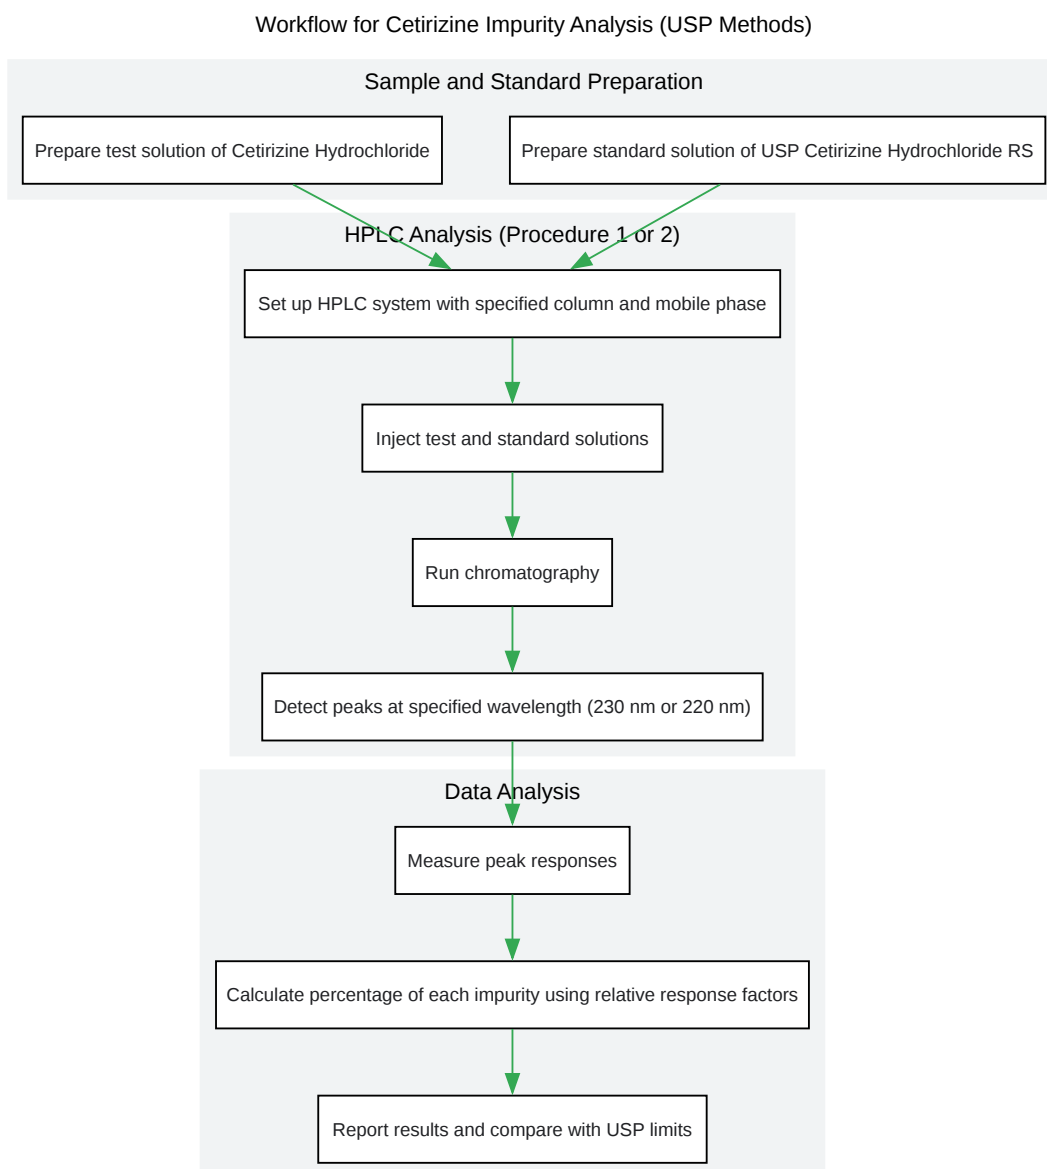 Workflow for Cetirizine Impurity Analysis (USP Methods)
Sample and Standard Preparation
Prepare test solution of Cetirizine Hydrochloride
Prepare standard solution of USP Cetirizine Hydrochloride RS
HPLC Analysis (Procedure 1 or 2)
Set up HPLC system with specified column and mobile phase
Inject test and standard solutions
Run chromatography
Detect peaks at specified wavelength (230 nm or 220 nm)
Data Analysis
Measure peak responses
Calculate percentage of each impurity using relative response factors
Report results and compare with USP limits